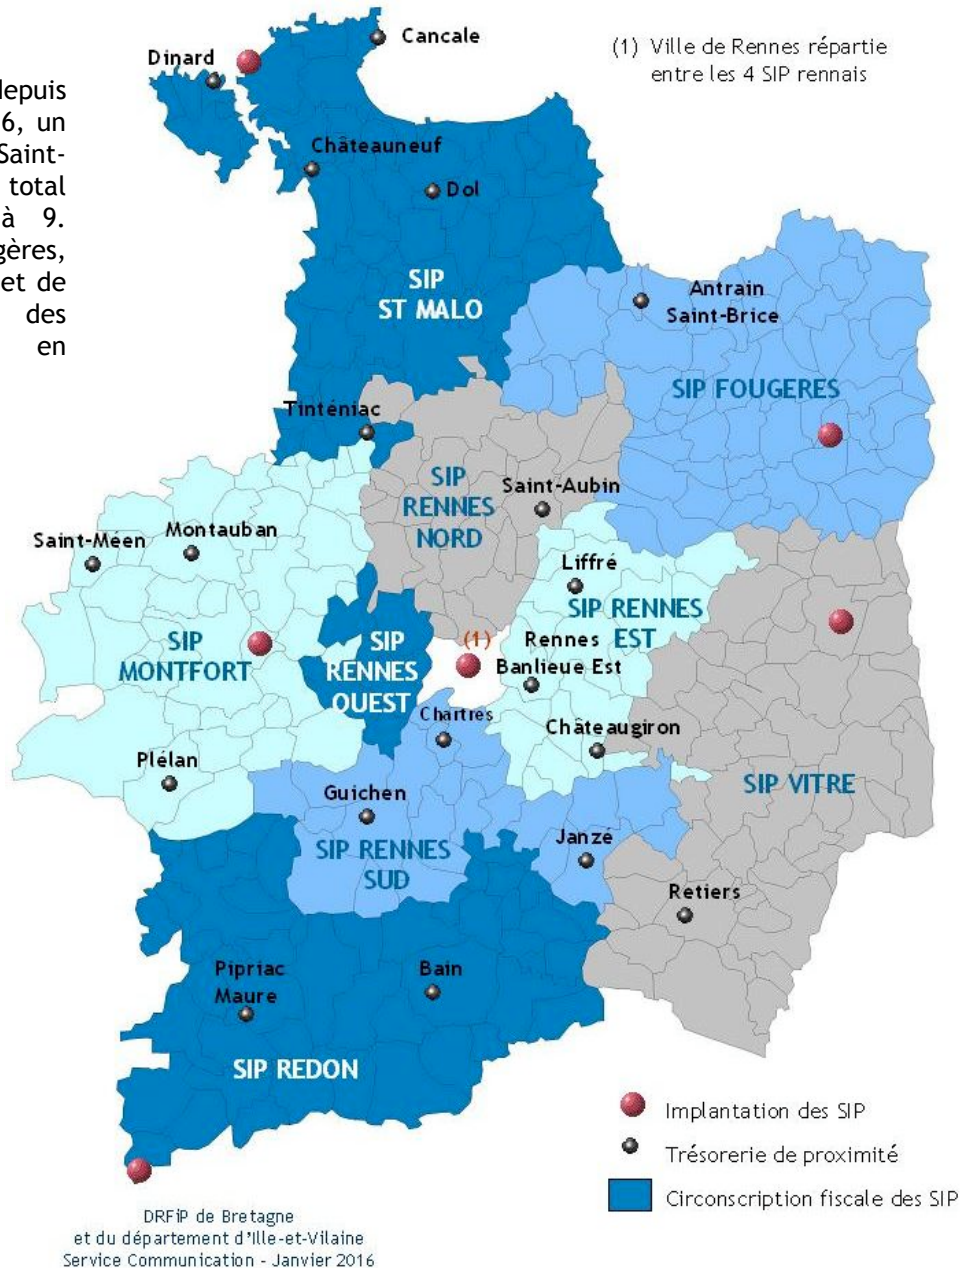 depuis
6, un
Saint-
total
à 9.
gères,
et de
des
en
(1) Ville de Rennes répartie
entre les 4 SIP rennais
Cancale
Dinard
Châteauneuf
Dol
SIP
ST MALO
Antrain
Saint-Brice
SIP FOUGERES
Tinténiac
SIP
RENNES
NORD
Saint-Aubin
Saint-Méen
Montauban
Liffré
SIP RENNES
EST
SIP
MONTFORT
SIP
RENNES
OUEST
(1)
Rennes
Banlieue Est
Chartres
Châteaugiron
Plélan
Guichen
SIP VITRE
SIP RENNES
SUD
Janzé
Retiers
Pipriac
Maure
Bain
SIP REDON
Implantation des SIP
Trésorerie de proximité
Circonscription fiscale des SIP
DRFiP de Bretagne
et du département d'Ille-et-Vilaine
Service Communication - Janvier 2016